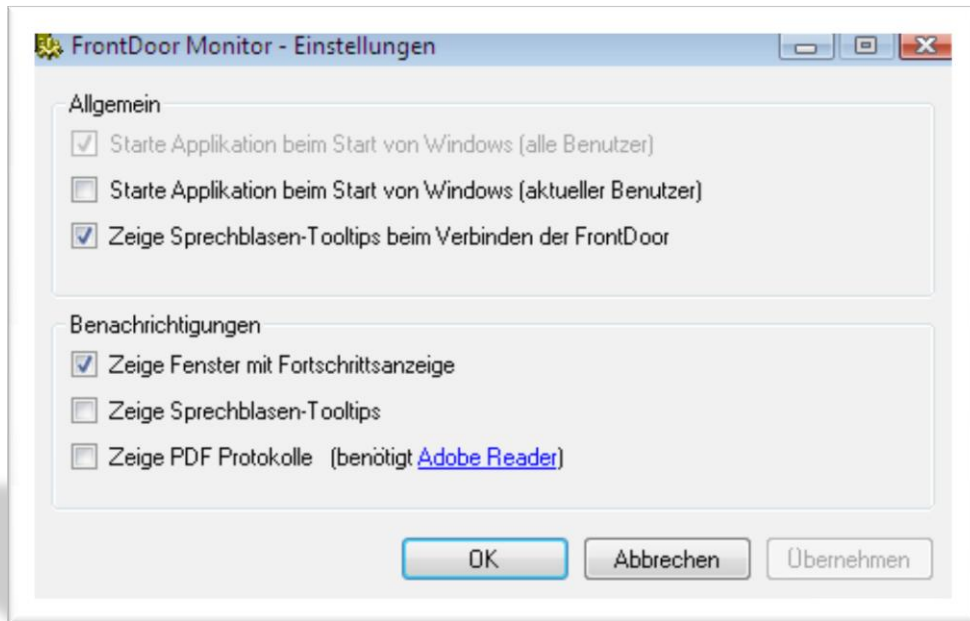 FrontDoor Monitor - Einstellungen
Allgemein
Starte Applikation beim Start von Windows (alle Benutzer)
Starte Applikation beim Start von Windows (aktueller Benutzer)
Zeige Sprechblasen-Tooltips beim Verbinden der FrontDoor
Benachrichtigungen
Zeige Fenster mit Fortschrittsanzeige
Zeige Sprechblasen-Tooltips
Zeige PDF Protokolle (benötigt Adobe Reader)
OK Abbrechen Übernehmen